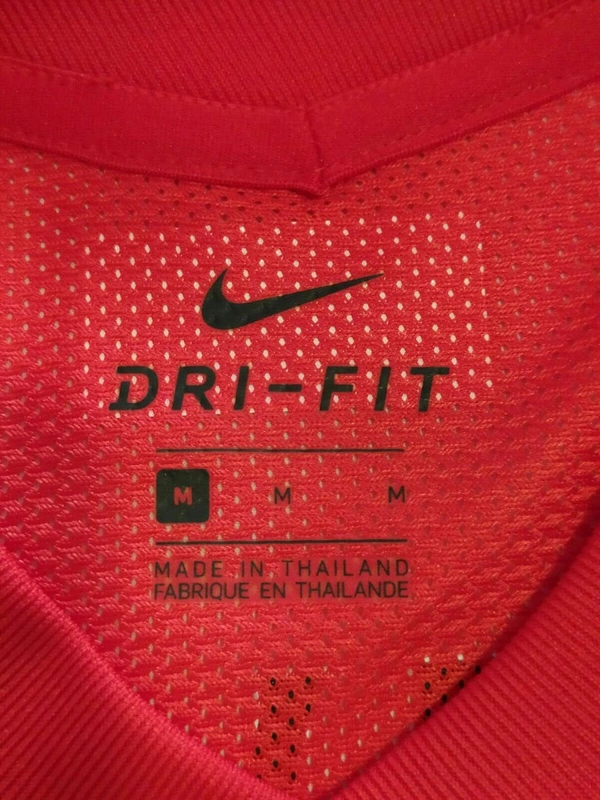 DRI-FIT
M M M
MADE IN THAILAND
FABRIQUE EN THAILANDE